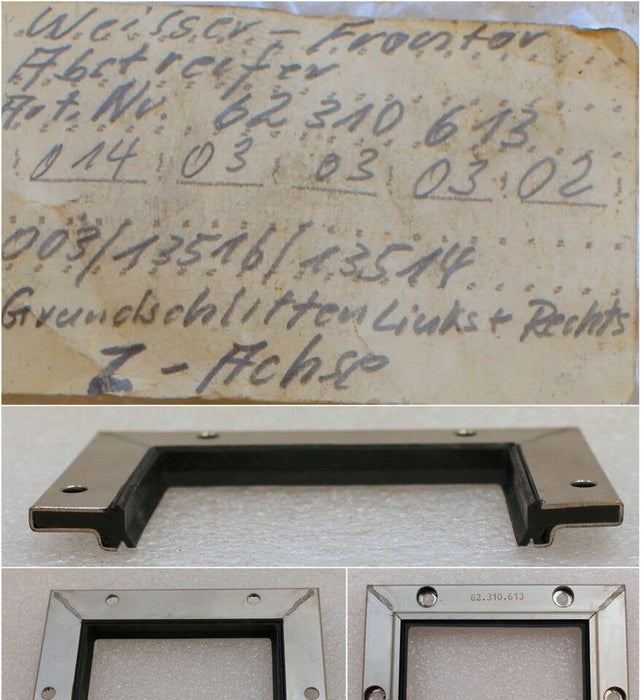 Weisser - Frontor
Abstreifer
Art. Nr. 62 310 613
014 03 03 03 02
003/13516/13514
Grundschlitten Links + Rechts
Z - Achse
62.310.613